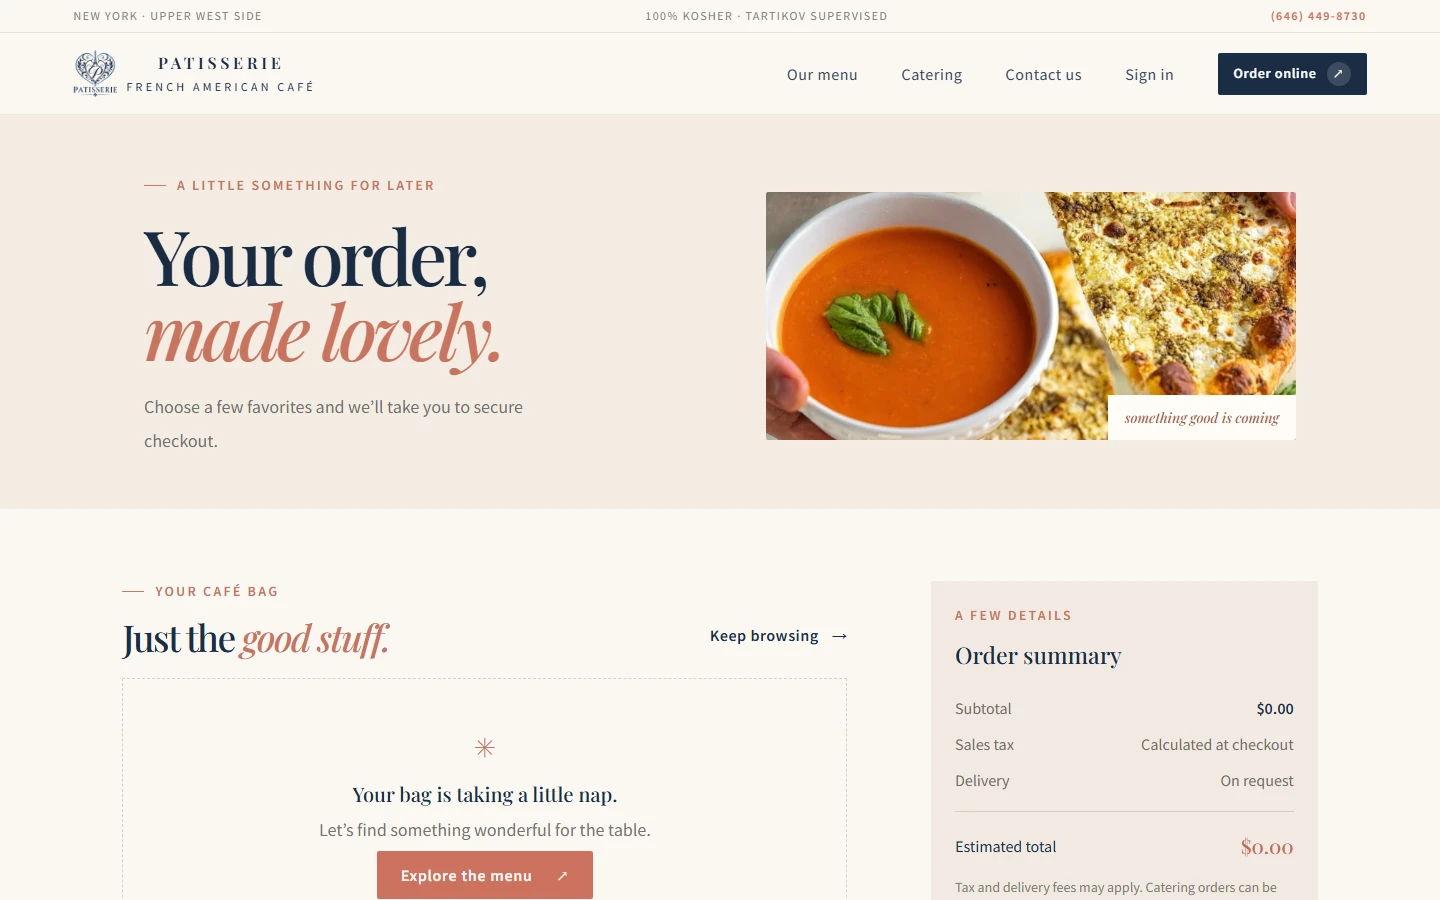 NEW YORK · UPPER WEST SIDE
100% KOSHER · TARTIKOV SUPERVISED
(646) 449-8730
PATISSERIE
PATISSERIE
FRENCH AMERICAN CAFÉ
Our menu
Catering
Contact us
Sign in
Order online ↗
A LITTLE SOMETHING FOR LATER
Your order,
made lovely.
Choose a few favorites and we’ll take you to secure
checkout.
something good is coming
YOUR CAFÉ BAG
Just the good stuff.
Keep browsing →
Your bag is taking a little nap.
Let’s find something wonderful for the table.
Explore the menu ↗
A FEW DETAILS
Order summary
Subtotal $0.00
Sales tax Calculated at checkout
Delivery On request
Estimated total $0.00
Tax and delivery fees may apply. Catering orders can be